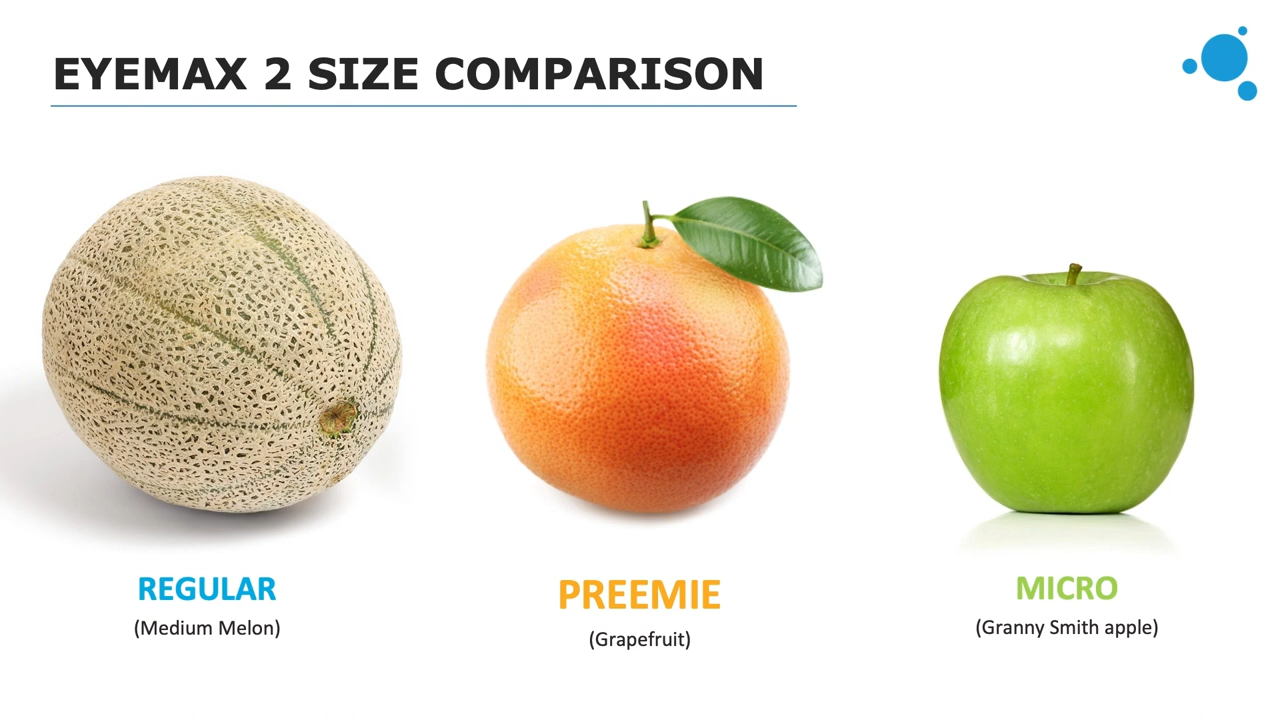 EYEMAX 2 SIZE COMPARISON
REGULAR
(Medium Melon)
PREEMIE
(Grapefruit)
MICRO
(Granny Smith apple)